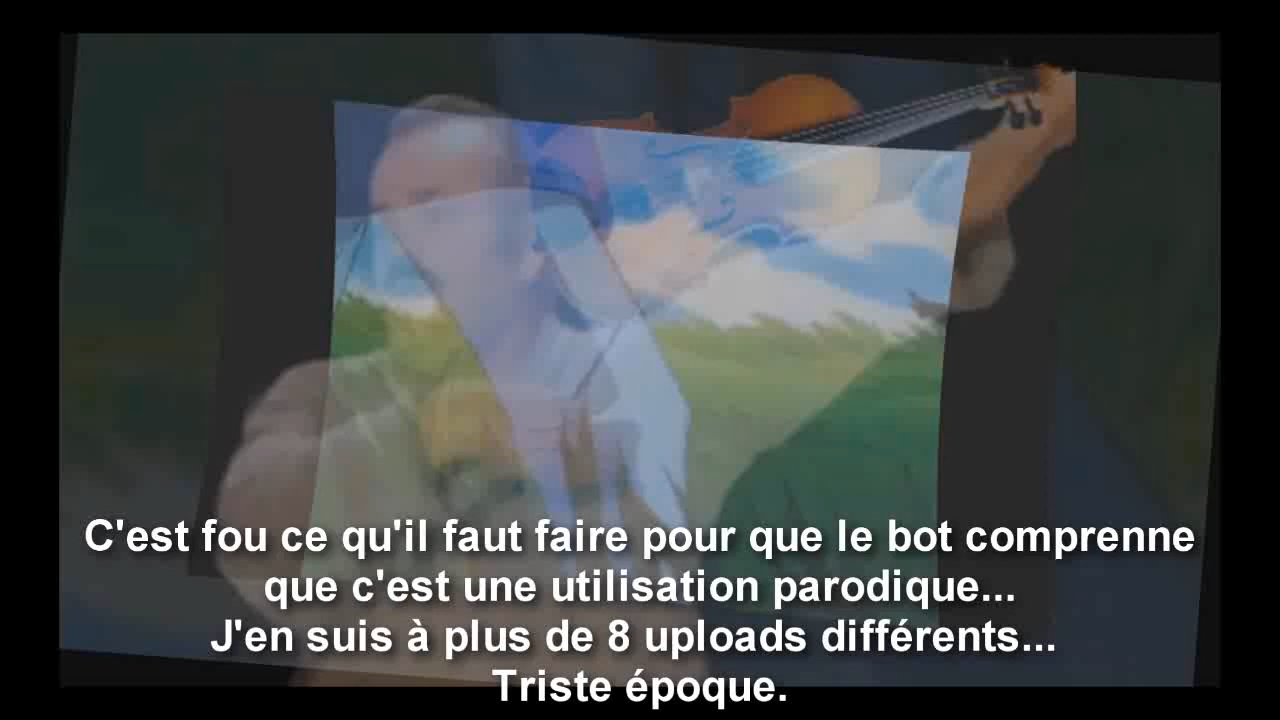 C'est fou ce qu'il faut faire pour que le bot comprenne
que c'est une utilisation parodique...
J'en suis à plus de 8 uploads différents...
Triste époque.